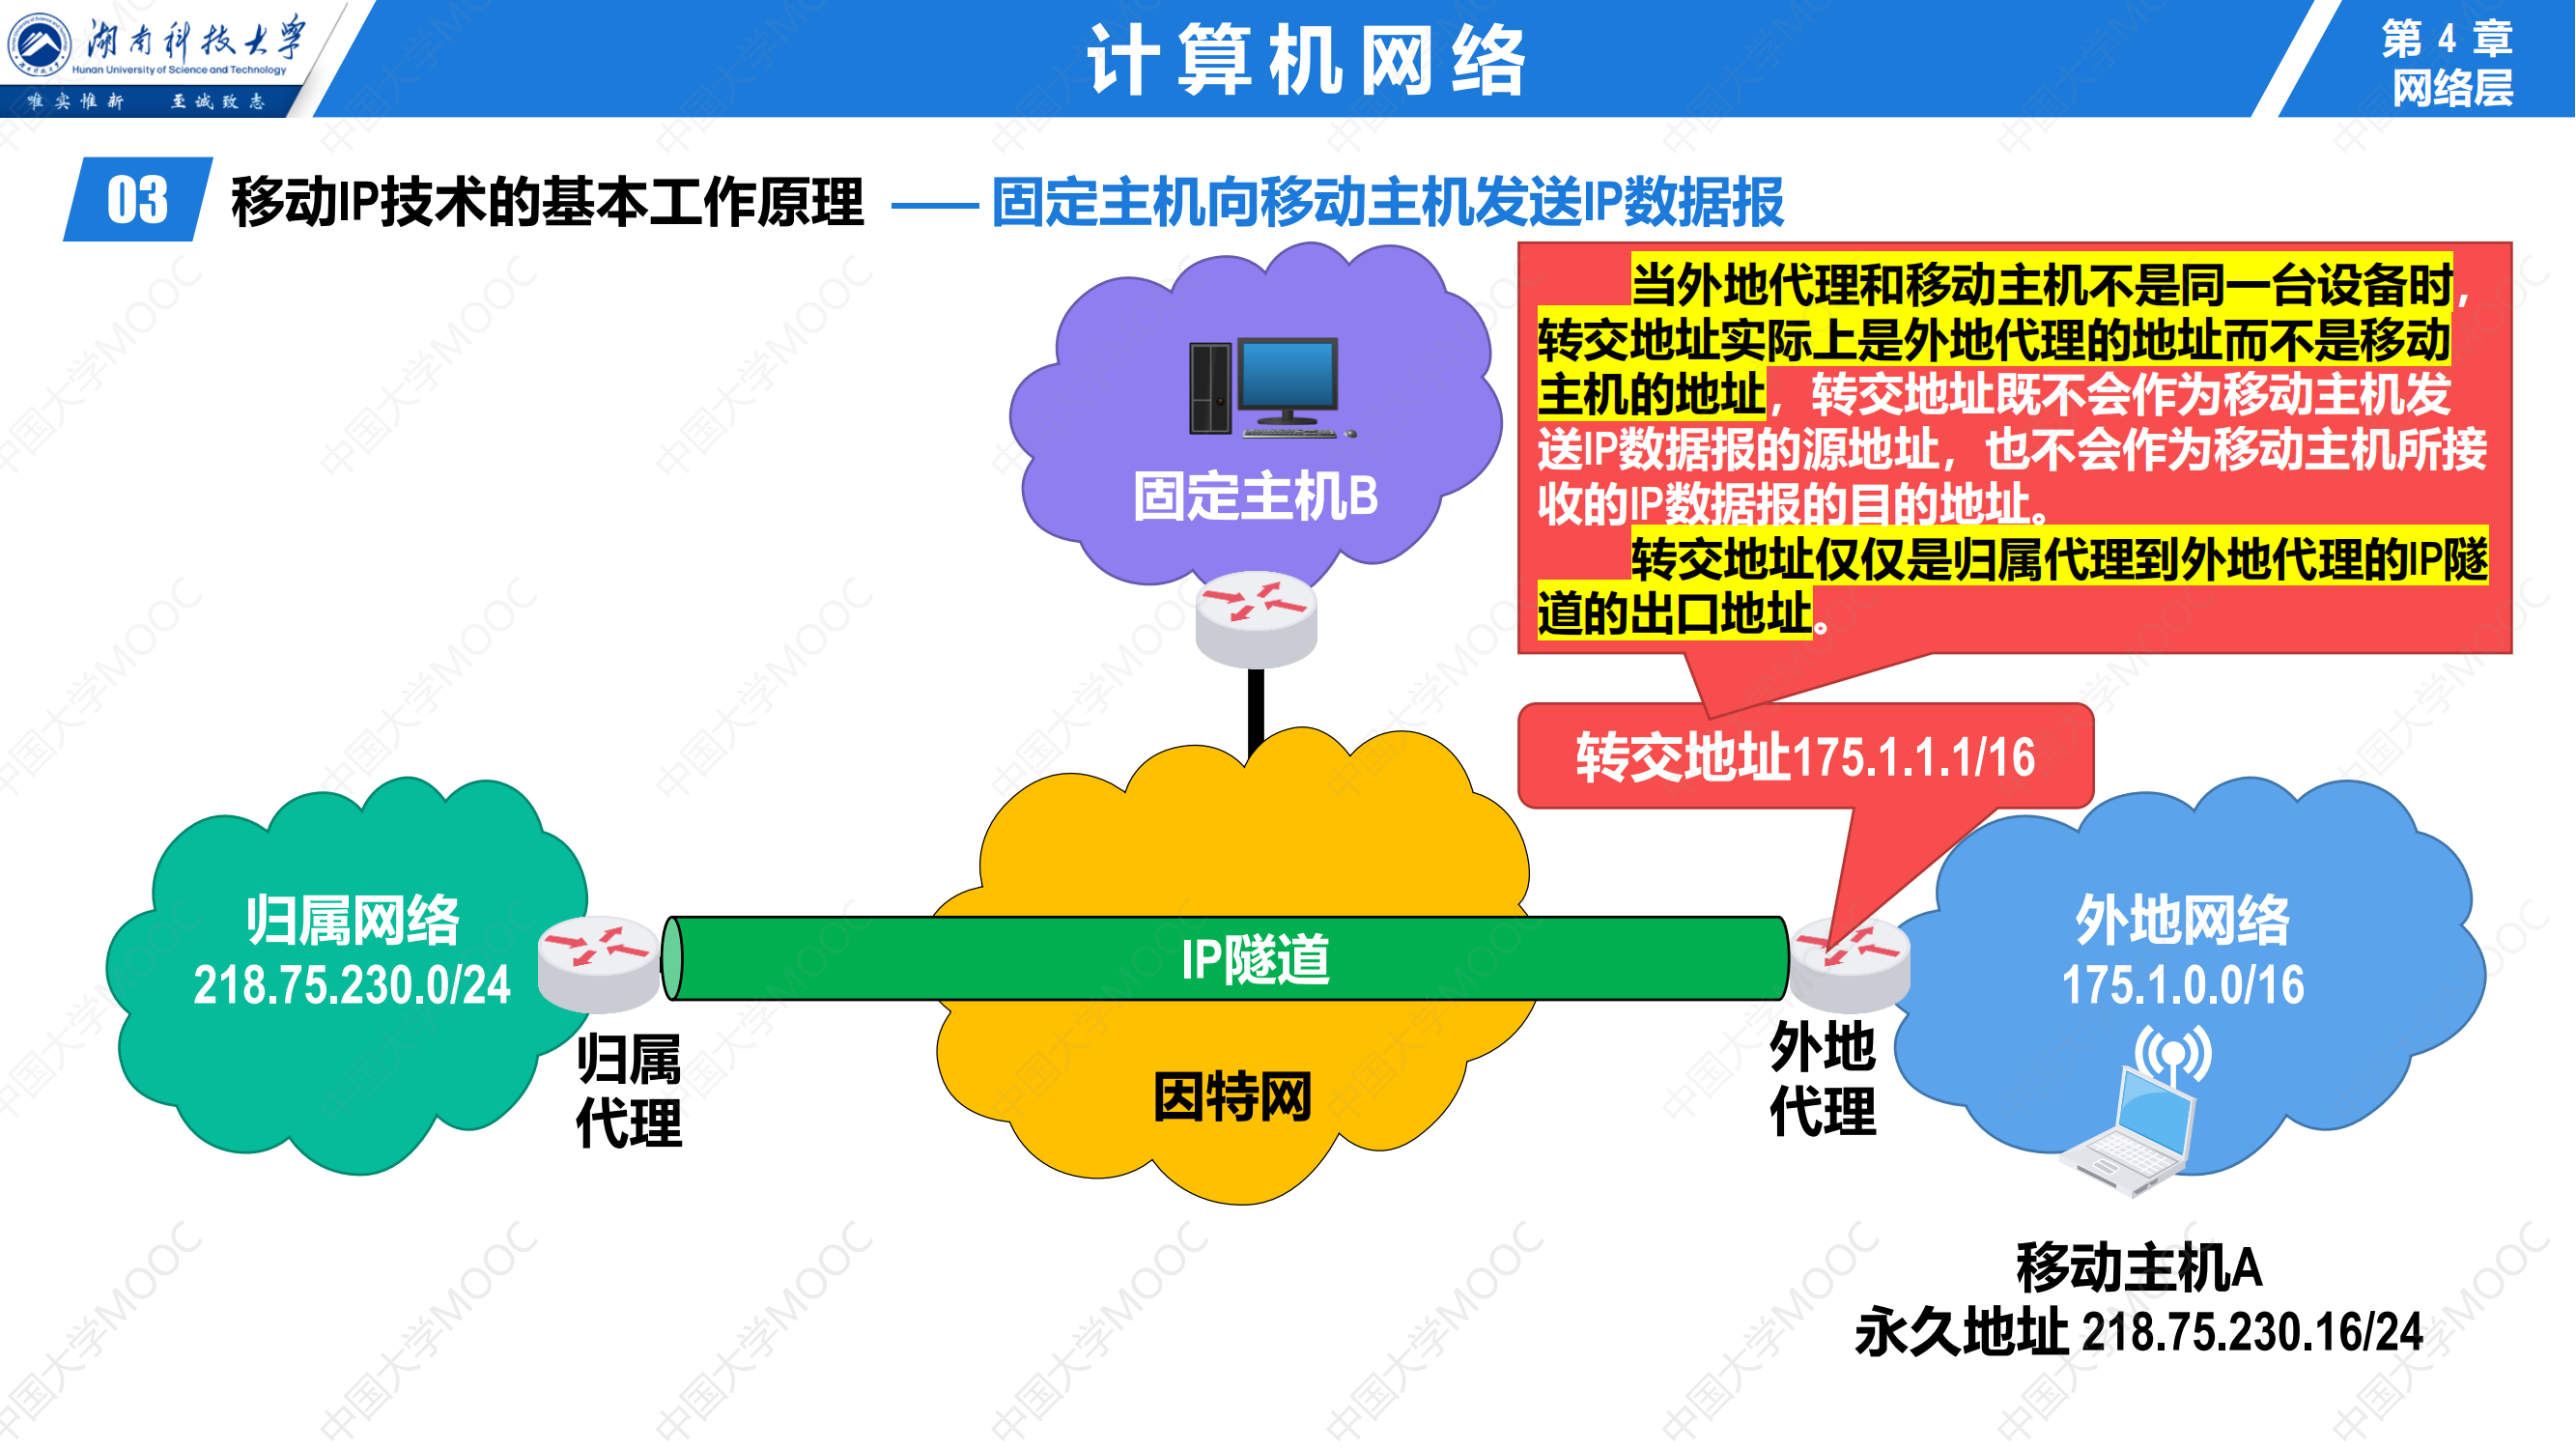 湖南科技大学
Hunan University of Science and Technology
唯实惟新 至诚致志
计算机网络
第 4 章
网络层
03 移动IP技术的基本工作原理 —— 固定主机向移动主机发送IP数据报
当外地代理和移动主机不是同一台设备时，
转交地址实际上是外地代理的地址而不是移动
主机的地址，转交地址既不会作为移动主机发
送IP数据报的源地址，也不会作为移动主机所接
收的IP数据报的目的地址。
转交地址仅仅是归属代理到外地代理的IP隧
道的出口地址。
固定主机B
转交地址175.1.1.1/16
归属网络
218.75.230.0/24
归属
代理
IP隧道
因特网
外地
代理
外地网络
175.1.0.0/16
移动主机A
永久地址 218.75.230.16/24
中国大学MOOC